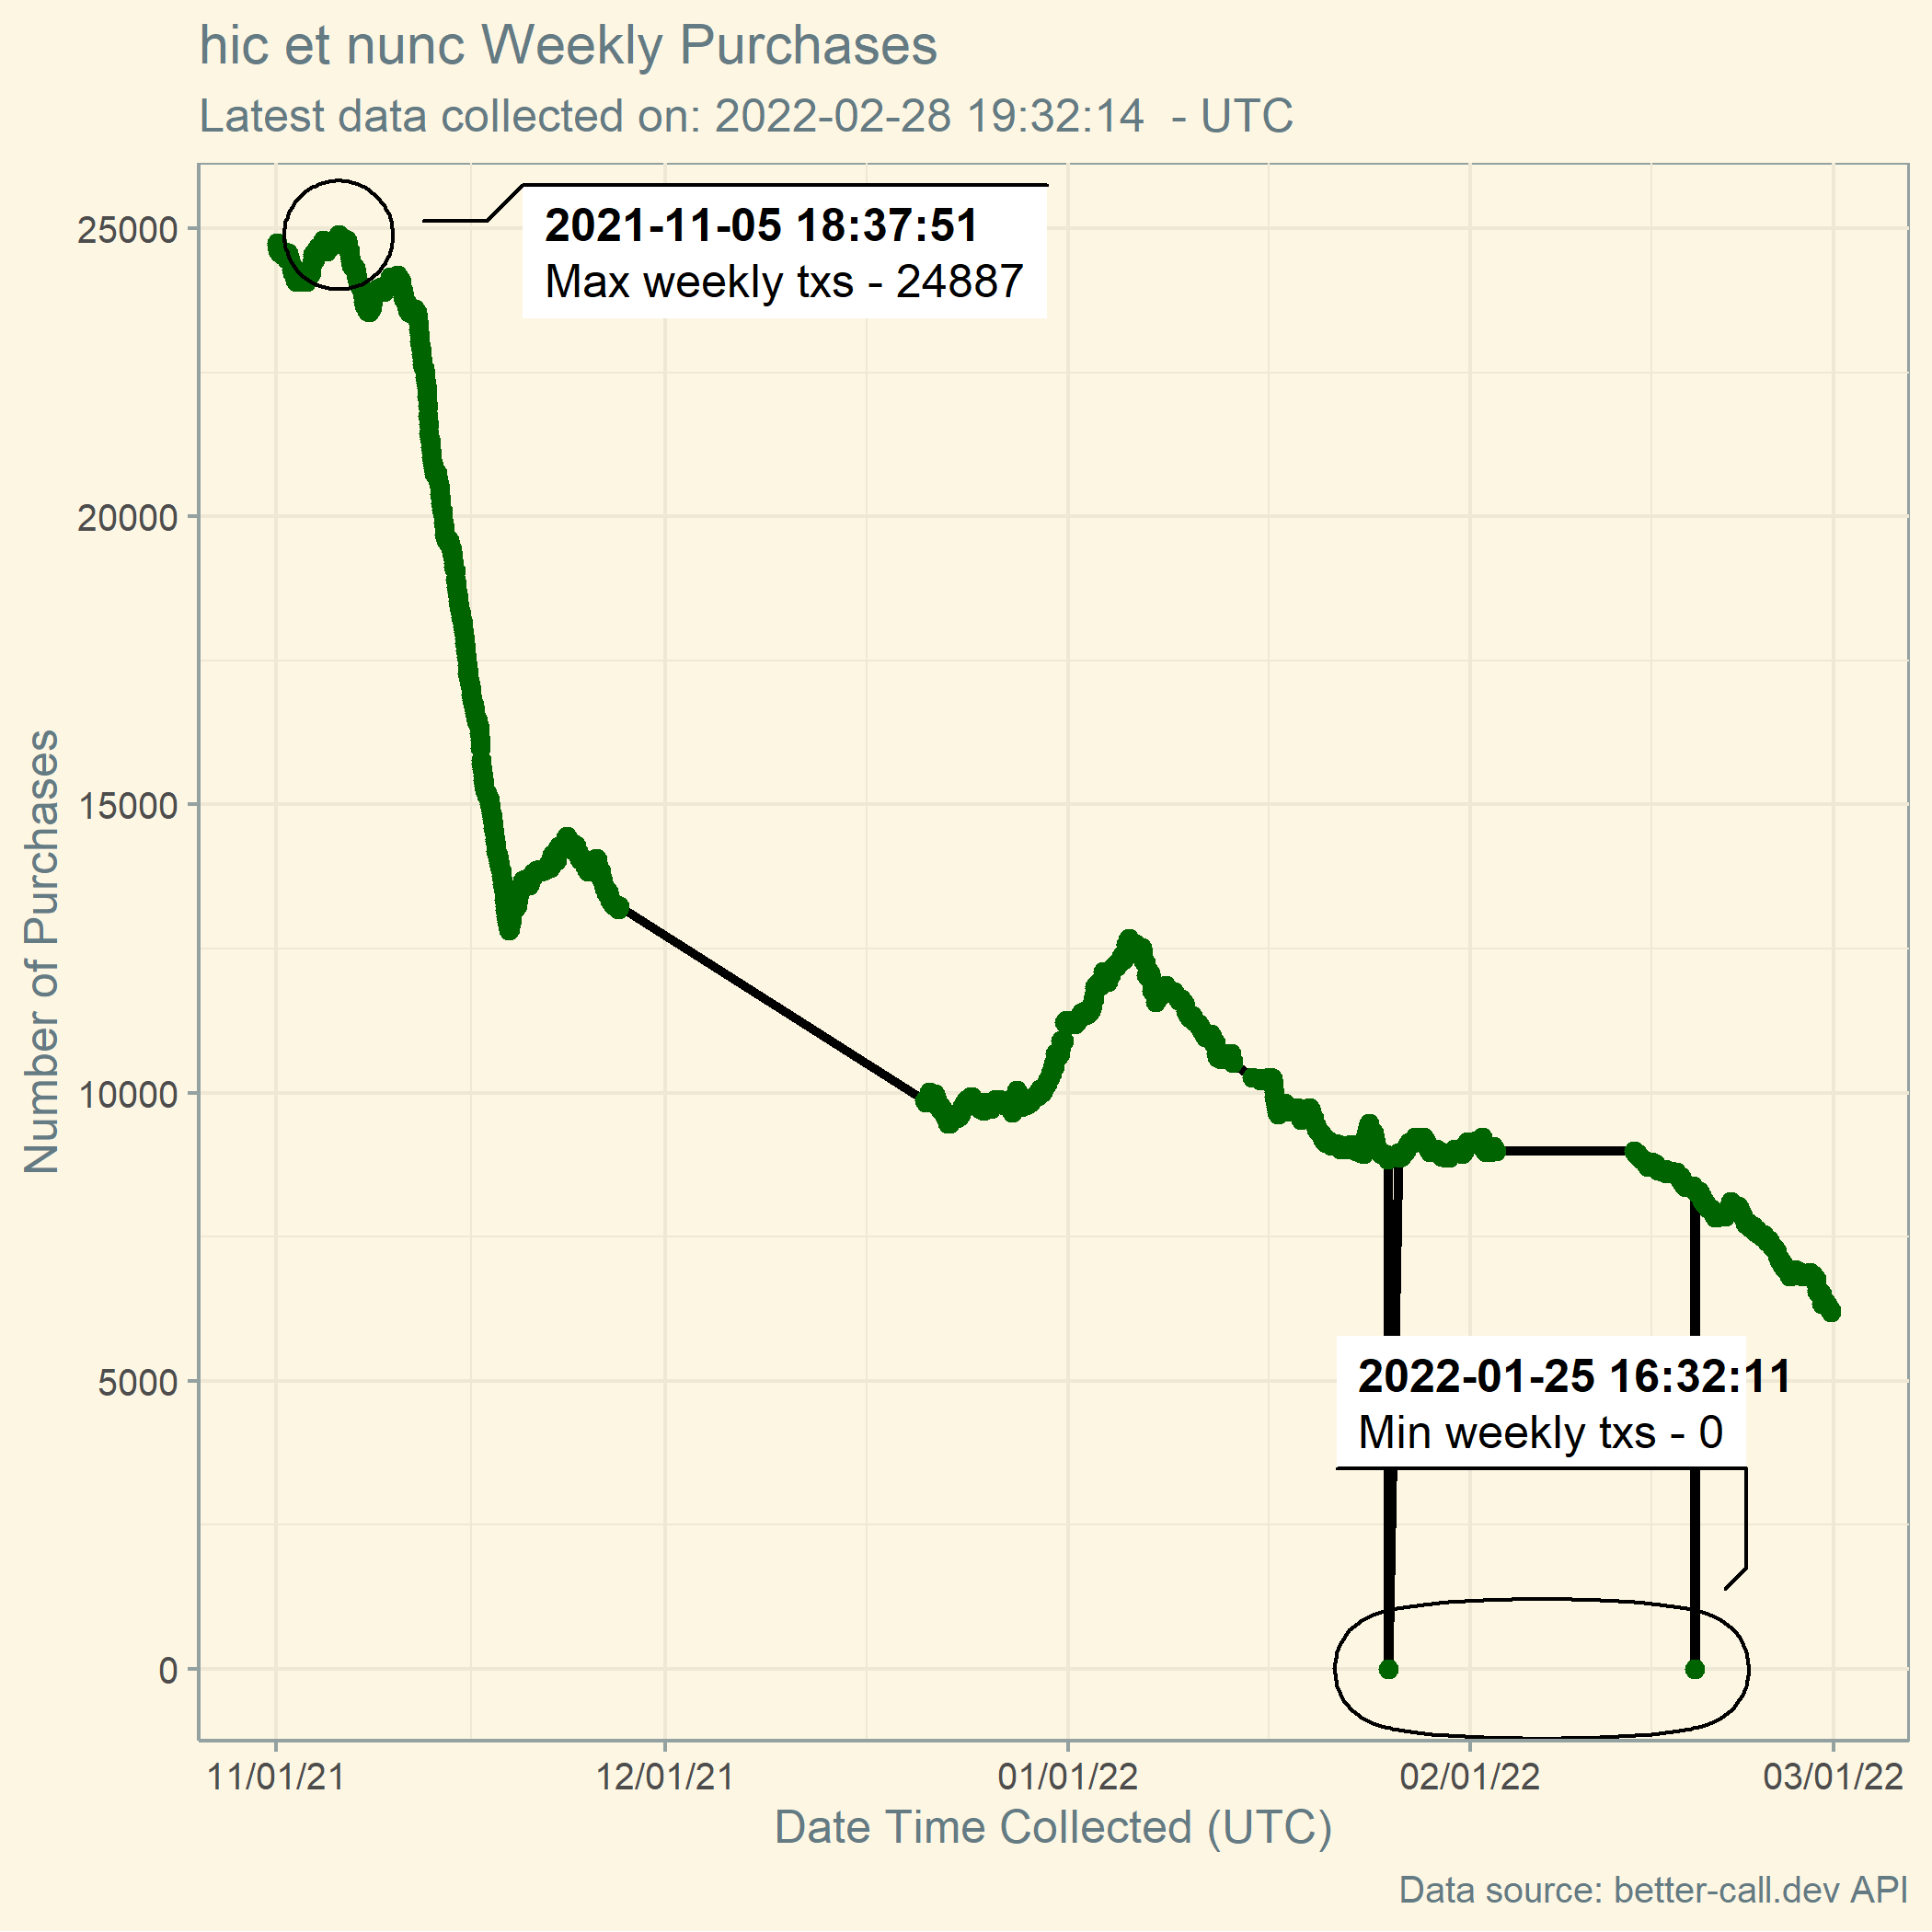 hic et nunc Weekly Purchases
Latest data collected on: 2022-02-28 19:32:14  - UTC
2021-11-05 18:37:51
Max weekly txs - 24887
25000
20000
15000
10000
5000
0
Number of Purchases
2022-01-25 16:32:11
Min weekly txs - 0
11/01/21 12/01/21 01/01/22 02/01/22 03/01/22
Date Time Collected (UTC)
Data source: better-call.dev API